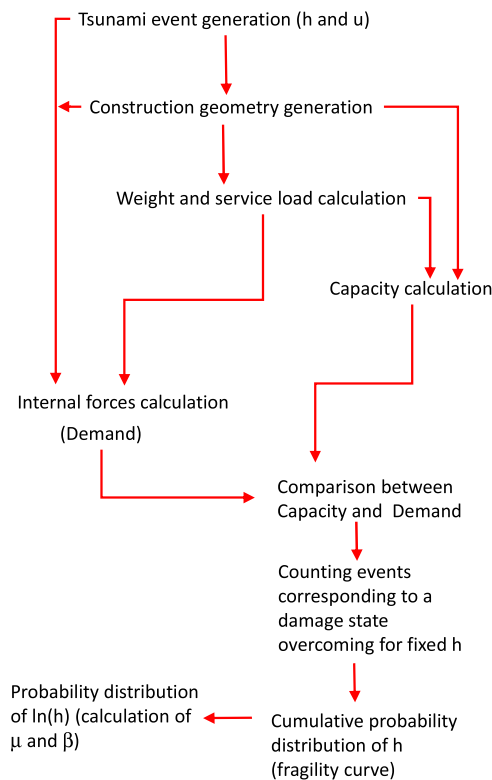 Tsunami event generation (h and u)
Construction geometry generation
Weight and service load calculation
Capacity calculation
Internal forces calculation
(Demand)
Comparison between
Capacity and Demand
Counting events
corresponding to a
damage state
overcoming for fixed h
Cumulative probability
distribution of h
(fragility curve)
Probability distribution
of ln(h) (calculation of
μ and β)